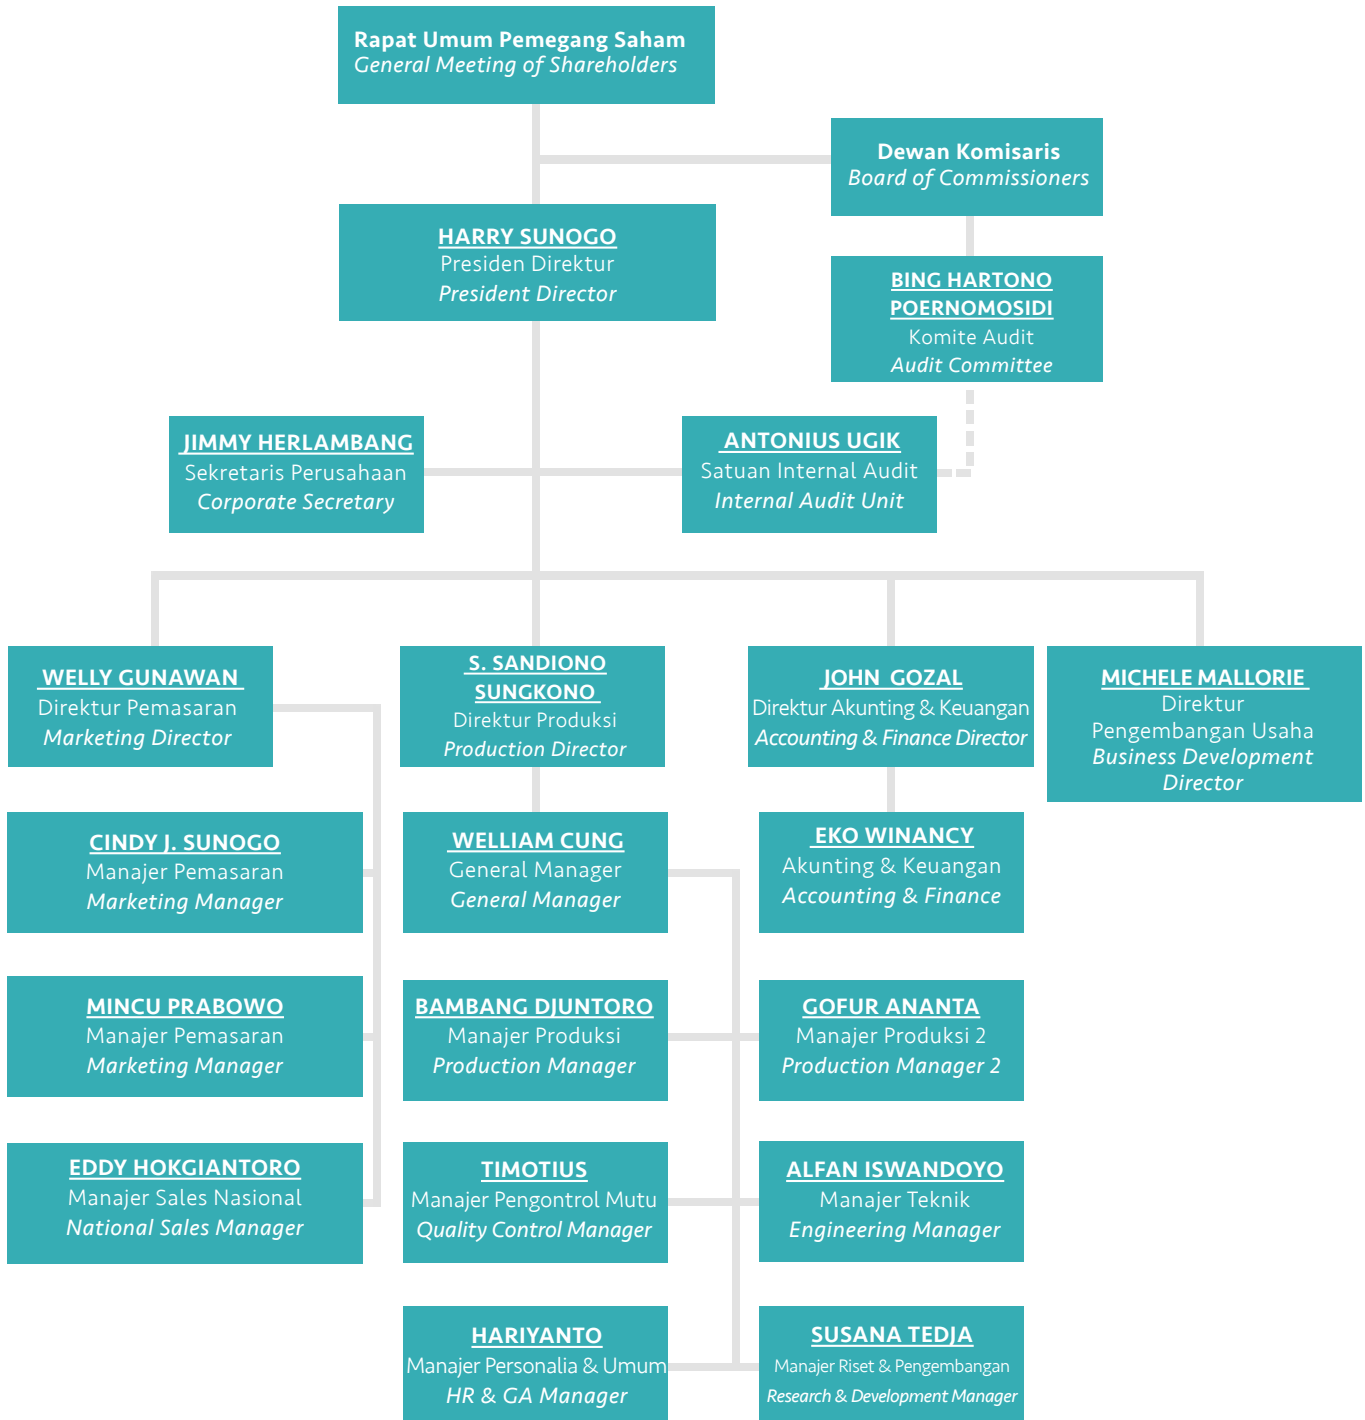 Rapat Umum Pemegang Saham
General Meeting of Shareholders
Dewan Komisaris
Board of Commissioners
HARRY SUNOGO
Presiden Direktur
President Director
BING HARTONO
POERNOMOSIDI
Komite Audit
Audit Committee
JIMMY HERLAMBANG
Sekretaris Perusahaan
Corporate Secretary
ANTONIUS UGIK
Satuan Internal Audit
Internal Audit Unit
WELLY GUNAWAN
Direktur Pemasaran
Marketing Director
S. SANDIONO
SUNGKONO
Direktur Produksi
Production Director
JOHN GOZAL
Direktur Akunting & Keuangan
Accounting & Finance Director
MICHELE MALLORIE
Direktur
Pengembangan Usaha
Business Development
Director
CINDY J. SUNOGO
Manajer Pemasaran
Marketing Manager
WELLIAM CUNG
General Manager
General Manager
EKO WINANCY
Akunting & Keuangan
Accounting & Finance
MINCU PRABOWO
Manajer Pemasaran
Marketing Manager
BAMBANG DJUNTORO
Manajer Produksi
Production Manager
GOFUR ANANTA
Manajer Produksi 2
Production Manager 2
EDDY HOKGIANTORO
Manajer Sales Nasional
National Sales Manager
TIMOTIUS
Manajer Pengontrol Mutu
Quality Control Manager
ALFAN ISWANDOYO
Manajer Teknik
Engineering Manager
HARIYANTO
Manajer Personalia & Umum
HR & GA Manager
SUSANA TEDJA
Manajer Riset & Pengembangan
Research & Development Manager